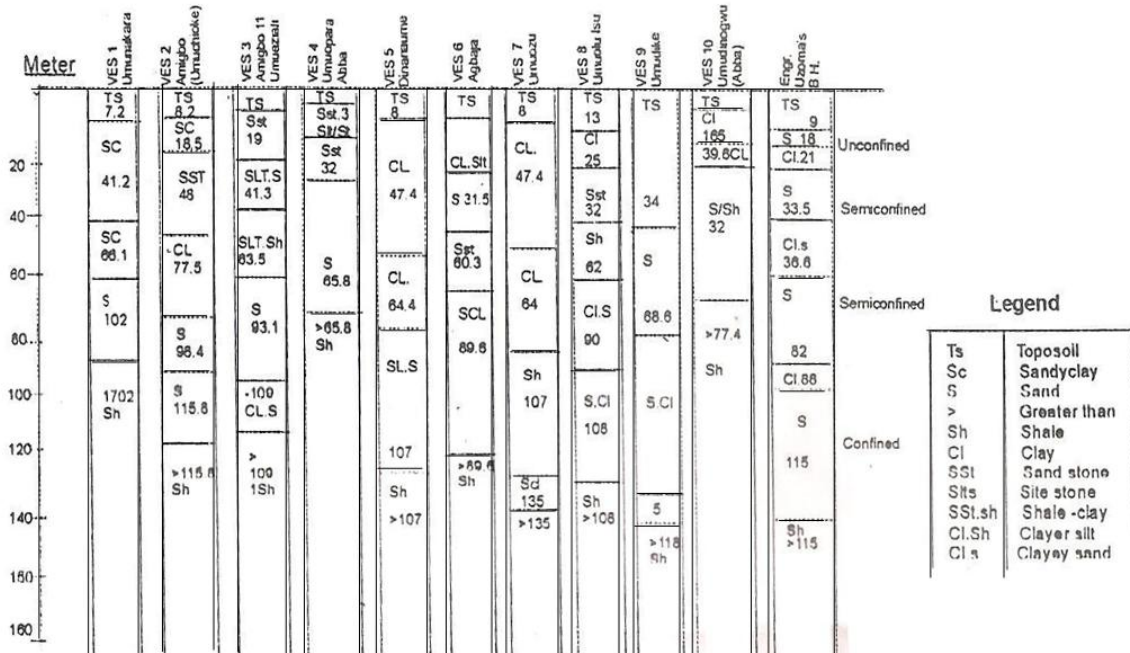 Meter
20
40
60
80
100
120
140
150
160
VES 1
Umunakara
TS
7.2
SC
41.2
SC
66.1
S
102
1702
Sh
VES 2
Amigbo
(Umuchioke)
TS
8.2
SC
18.5
SST
48
CL
77.5
S
98.4
S
115.8
>115.8
Sh
VES 3
Amigbo 11
TS
Sst
19
SLT.S
41.3
SLT.Sh
63.5
S
93.1
-109
CL.S
>
109
1Sh
VES 4
Umuopara
Abba
TS
Sst.3
Slt/St
Sst
32
S
65.8
>65.8
Sh
VES 5
TS
8
CL
47.4
CL.
64.4
SL.S
107
Sh
>107
VES 6
Agbaja
TS
CL.Slt
S 31.5
Sst
60.3
SCL
89.6
>89.6
Sh
VES 7
Umuozu
TS
8
CL.
47.4
CL
64
Sh
107
Sd
135
>135
VES 8
Umuolu Isu
TS
13
Cl
25
Sst
32
Sh
62
Cl.S
90
S.Cl
108
Sh
>108
VES 9
Umudike
TS
34
S
68.6
S.Cl
5
>118
Sh
VES 10
Umudinogwu
(Abba)
TS
Cl
165
39.6CL
S/Sh
32
>77.4
Sh
Engr.
Uzoma's
B H.
TS
9
S 18
Cl.21
S
33.5
Cl.s
36.6
S
82
Cl.88
S
115
Sh
>115
Unconfined
Semiconfined
Semiconfined
Confined
Legend
Ts Toposoil
Sc Sandyclay
S Sand
> Greater than
Sh Shale
Cl Clay
SSt Sand stone
Slts Site stone
SSt.sh Shale -clay
Cl.Sh Clayer silt
Cl.s Clayey sand